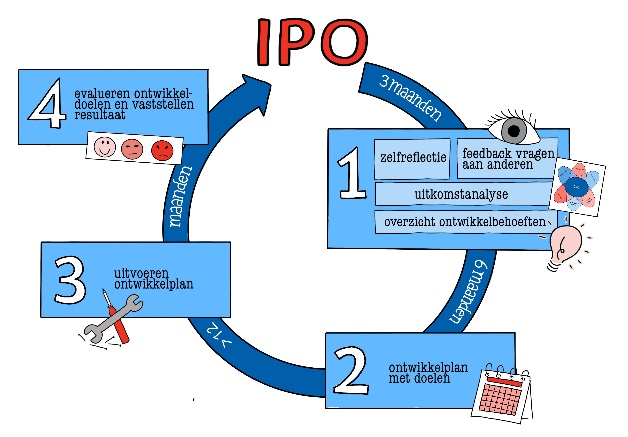 IPO
3 maanden
1
zelfreflectie
feedback vragen
aan anderen
uitkomstanalyse
overzicht ontwikkelbehoeften
6 maanden
2
ontwikkelplan
met doelen
>12
maanden
3
uitvoeren
ontwikkelplan
4
evalueren ontwikkel-
doelen en vaststellen
resultaat